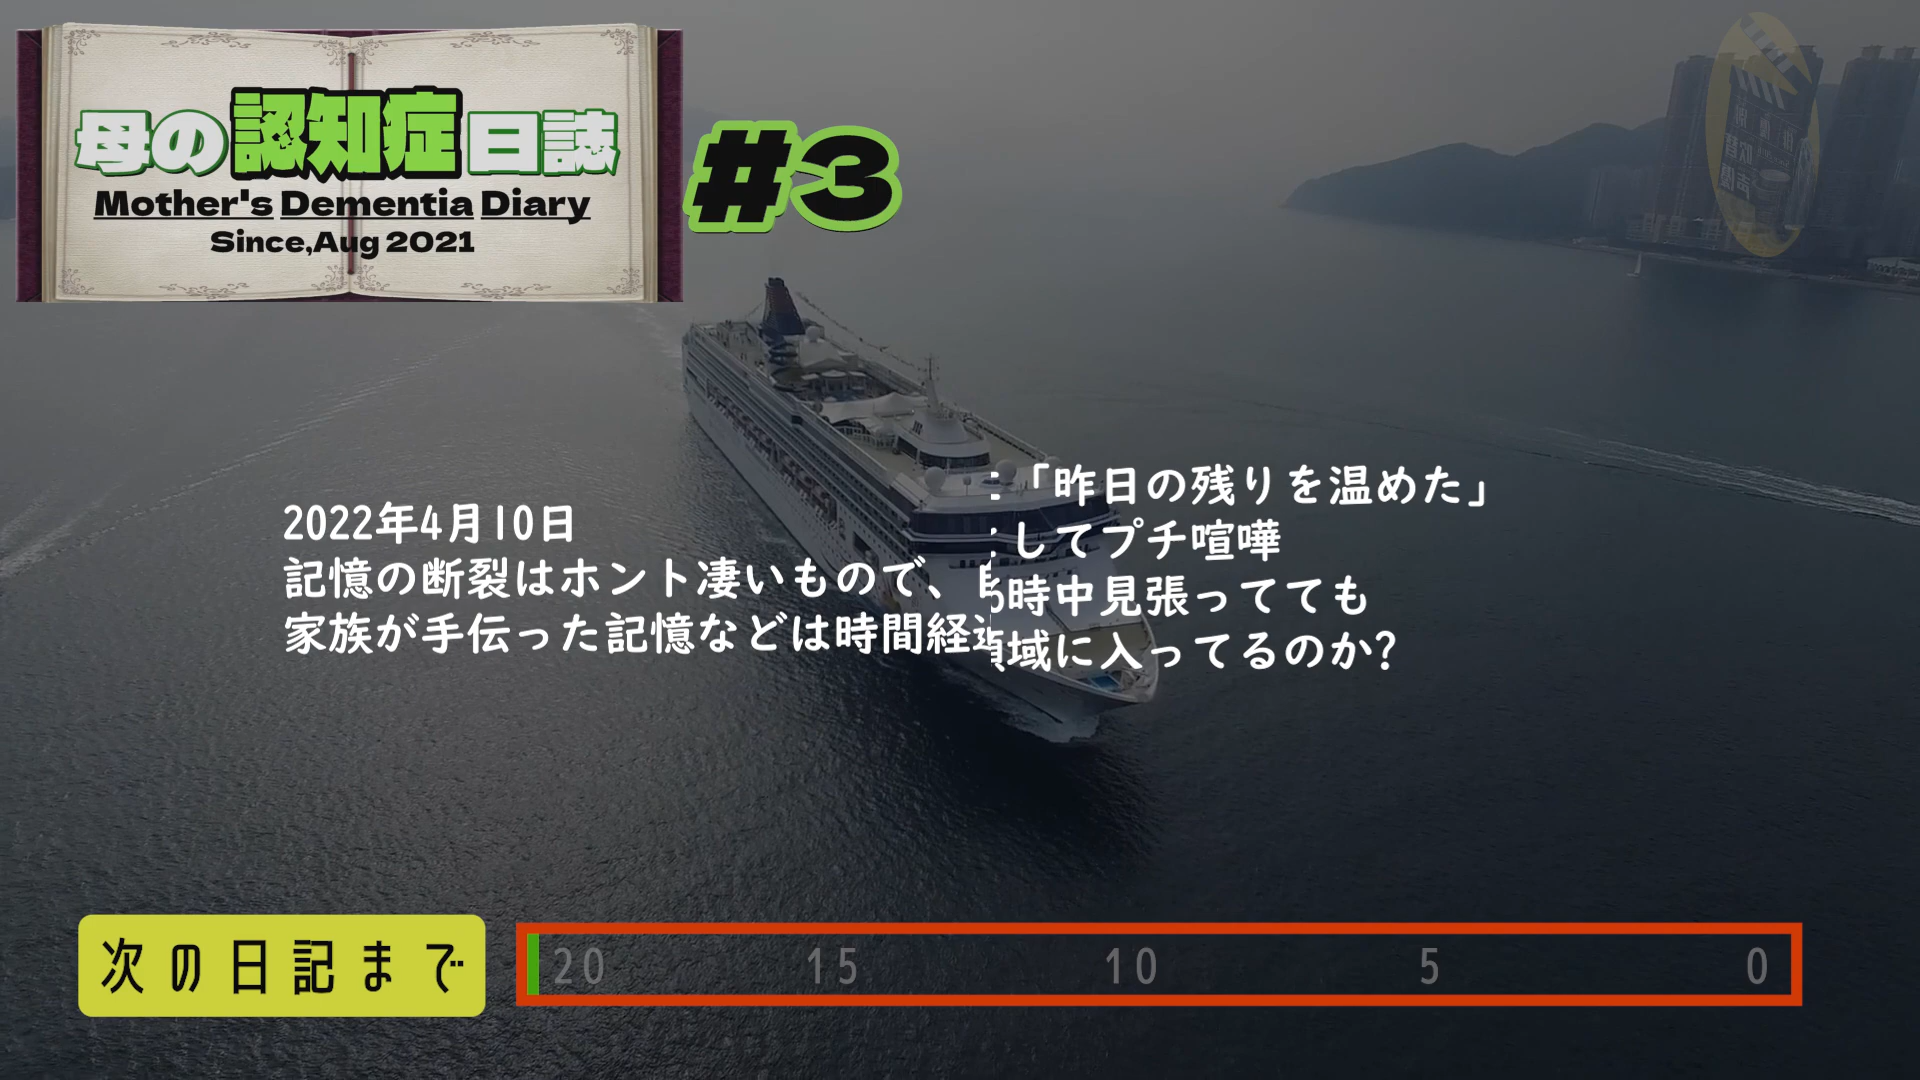 母の認知症日誌
Mother's Dementia Diary
Since,Aug 2021
#3
2022年4月10日
記憶の断裂はホント凄いもので、
家族が手伝った記憶などは時間経
「昨日の残りを温めた」
してプチ喧嘩
時中見張ってても
域に入ってるのか?
次の日記まで
20 15 10 5 0